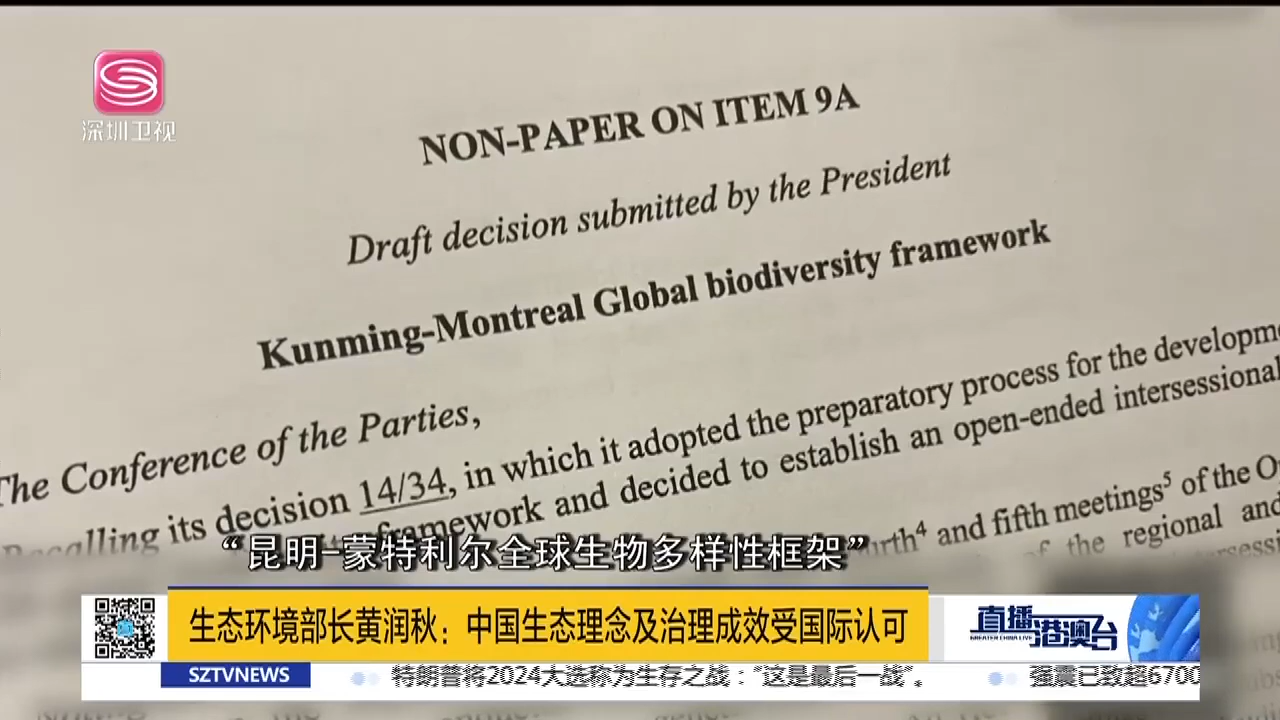 深圳卫视
NON-PAPER ON ITEM 9A
Draft decision submitted by the President
Kunming-Montreal Global biodiversity framework
The Conference of the Parties,
Recalling its decision 14/34, in which it adopted the preparatory process for the developm
framework and decided to establish an open-ended intersessional
and fifth meetings⁵ of the
of the regional and
“昆明-蒙特利尔全球生物多样性框架”
生态环境部长黄润秋：中国生态理念及治理成效受国际认可
直播港澳台
GREATER CHINA LIVE
SZTVNEWS
特朗普将2024大选称为生存之战：“这是最后一战”。
强震已致超6700